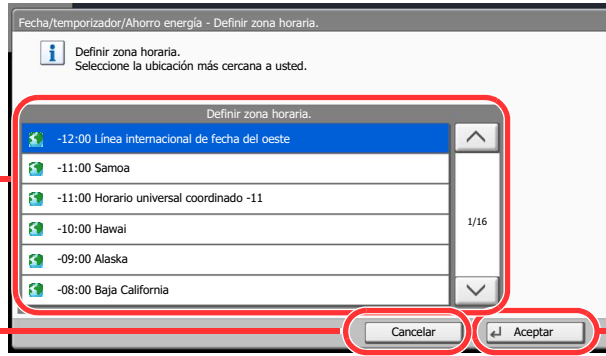 Fecha/temporizador/Ahorro energía - Definir zona horaria.
Definir zona horaria.
Seleccione la ubicación más cercana a usted.
Definir zona horaria.
-12:00 Línea internacional de fecha del oeste
-11:00 Samoa
-11:00 Horario universal coordinado -11
-10:00 Hawai
-09:00 Alaska
-08:00 Baja California
1/16
Cancelar
Aceptar